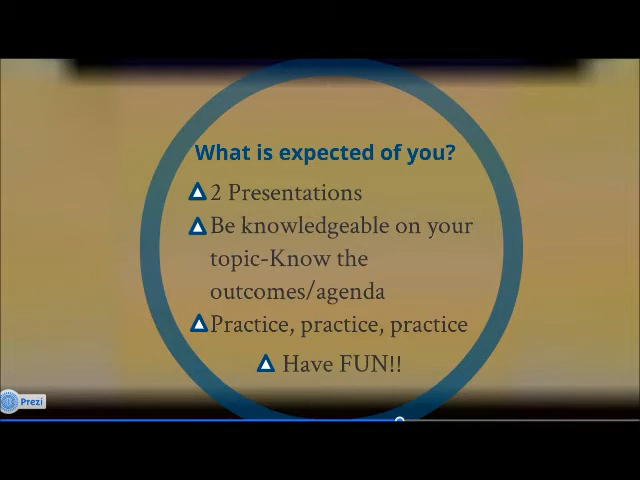 What is expected of you?
2 Presentations
Be knowledgeable on your
topic-Know the
outcomes/agenda
Practice, practice, practice
Have FUN!!
Prezi